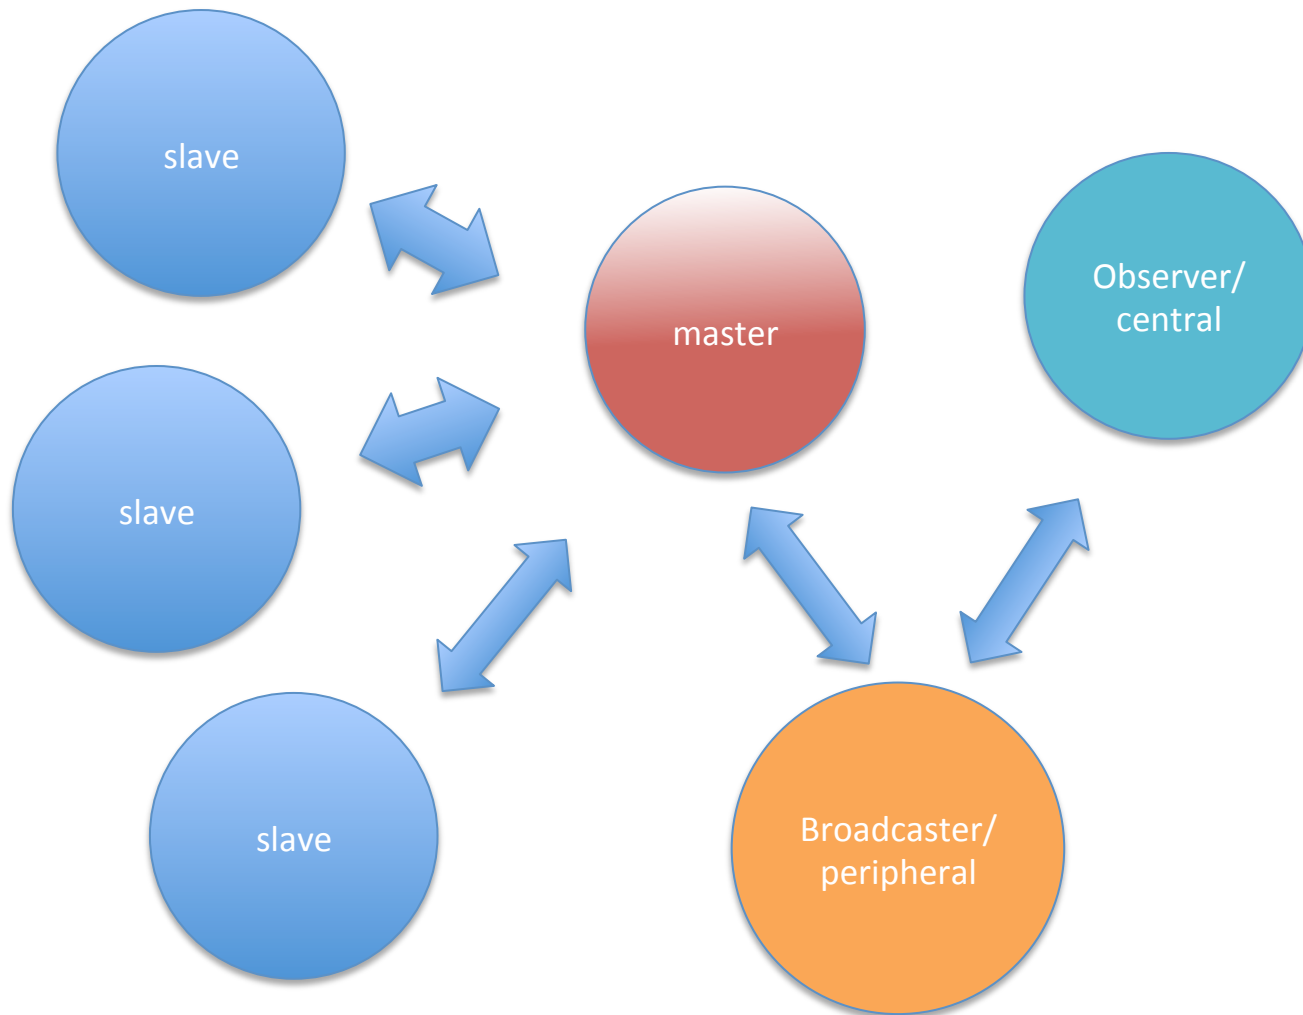 slave
master
Observer/
central
slave
slave
Broadcaster/
peripheral